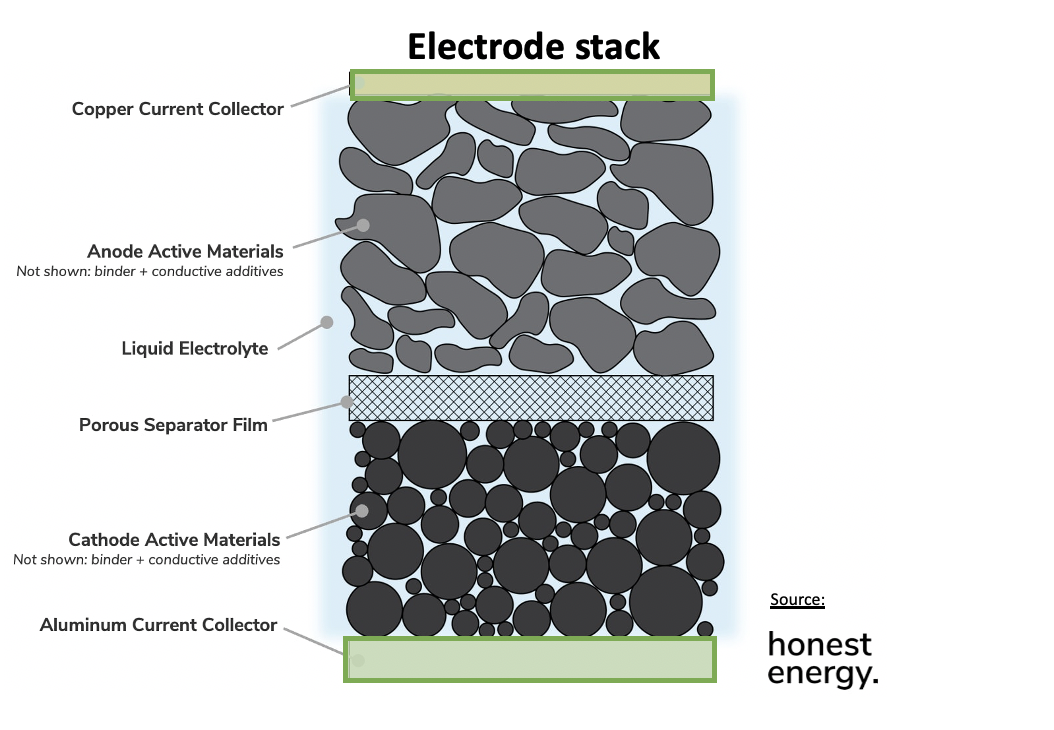 Electrode stack
Copper Current Collector
Anode Active Materials
Not shown: binder + conductive additives
Liquid Electrolyte
Porous Separator Film
Cathode Active Materials
Not shown: binder + conductive additives
Aluminum Current Collector
Source:
honest
energy.